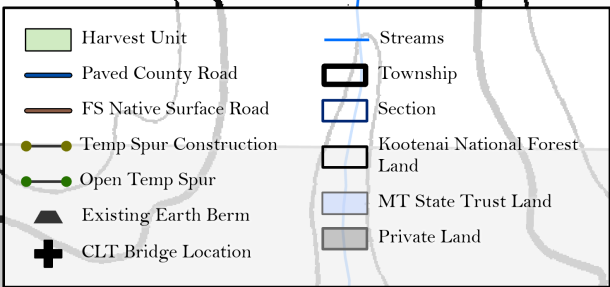 Harvest Unit
Paved County Road
FS Native Surface Road
Temp Spur Construction
Open Temp Spur
Existing Earth Berm
CLT Bridge Location
Streams
Township
Section
Kootenai National Forest
Land
MT State Trust Land
Private Land